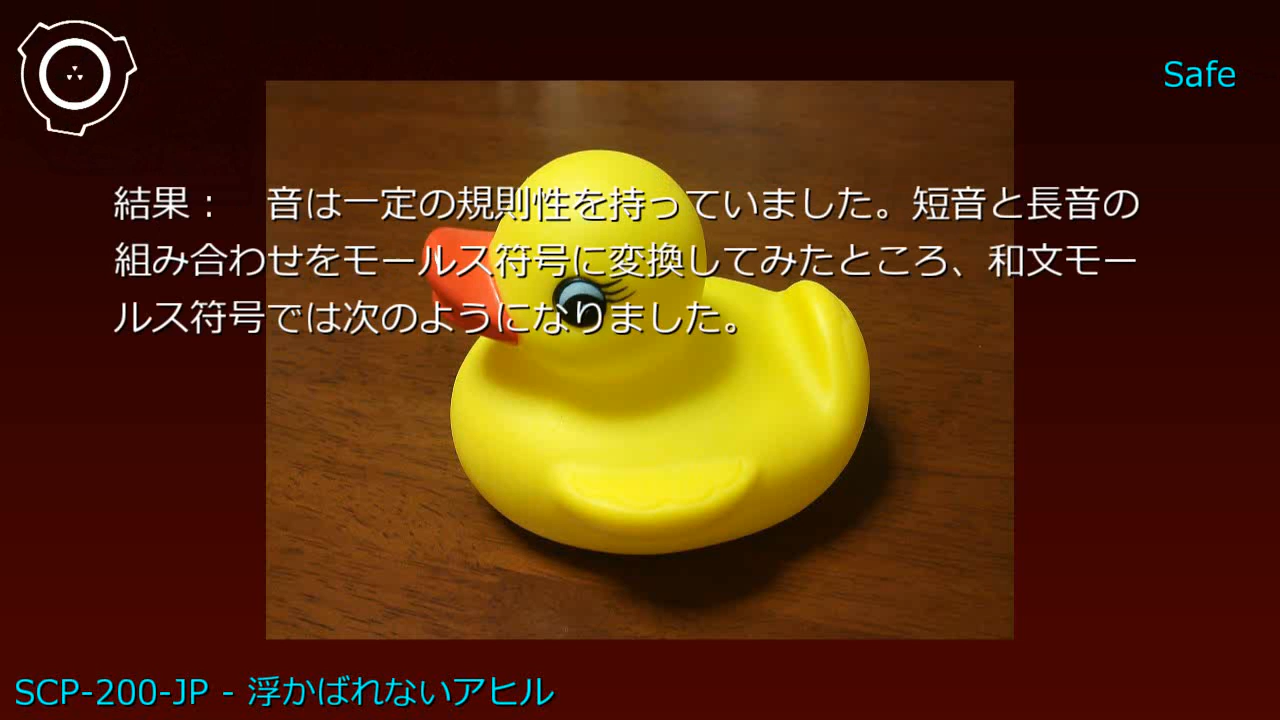 Safe
結果：　音は一定の規則性を持っていました。短音と長音の
組み合わせをモールス符号に変換してみたところ、和文モー
ルス符号では次のようになりました。
SCP-200-JP - 浮かばれないアヒル